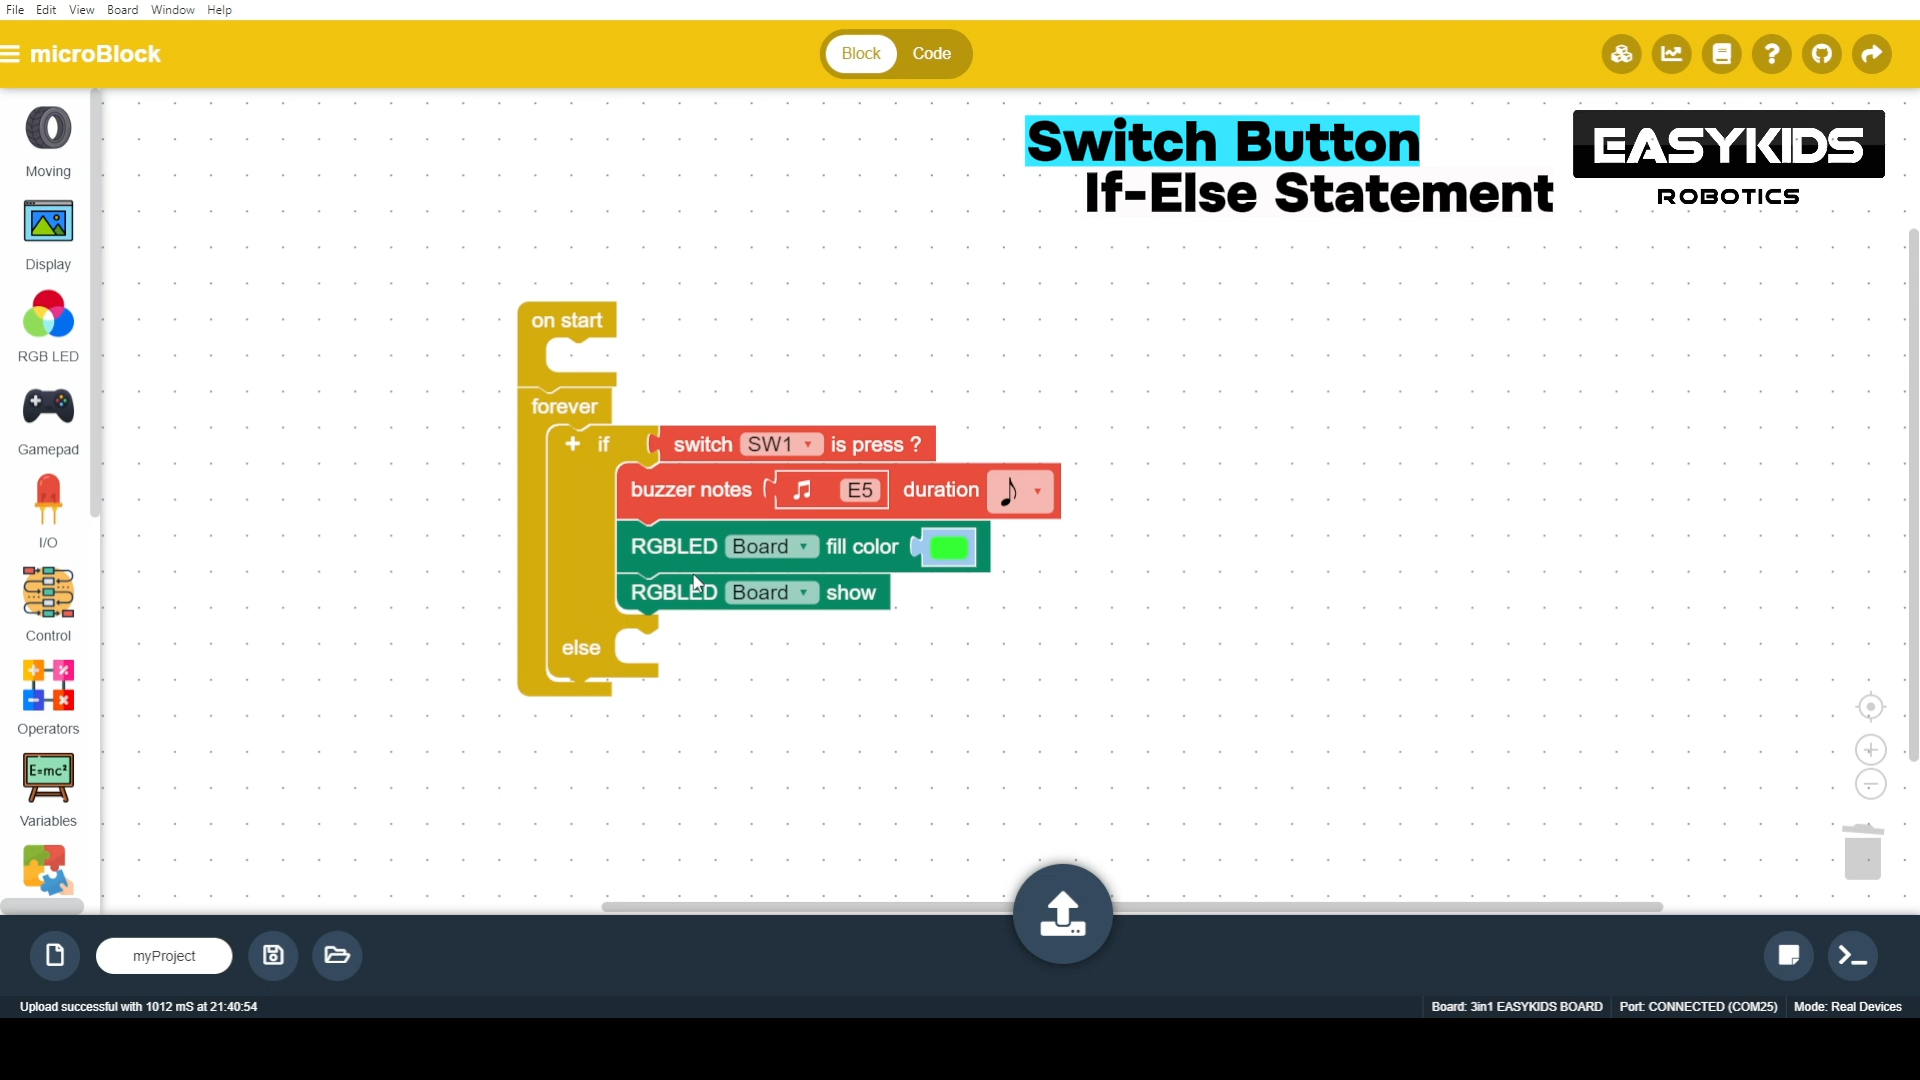 File Edit View Board Window Help
microBlock
Block Code
Switch Button
If-Else Statement
EASYKIDS
ROBOTICS
Moving
Display
RGB LED
Gamepad
I/O
Control
Operators
E=mc²
Variables
on start
forever
+ if switch SW1 is press ?
buzzer notes E5 duration
RGBLED Board fill color
RGBLED Board show
else
myProject
Upload successful with 1012 mS at 21:40:54
Board: 3in1 EASYKIDS BOARD Port: CONNECTED (COM25) Mode: Real Devices